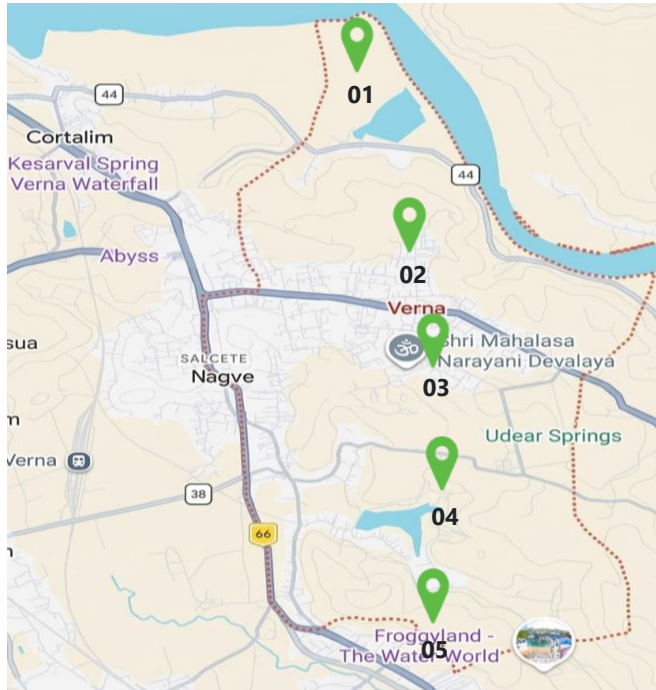 01
44
Cortalim
Kesarval Spring
Verna Waterfall
44
02
Abyss
Verna
sua
03
Shri Mahalasa
Narayani Devalaya
SALCETE
Nagve
m
Udear Springs
Verna
38
04
66
n
Froggyland -
The Water World
05